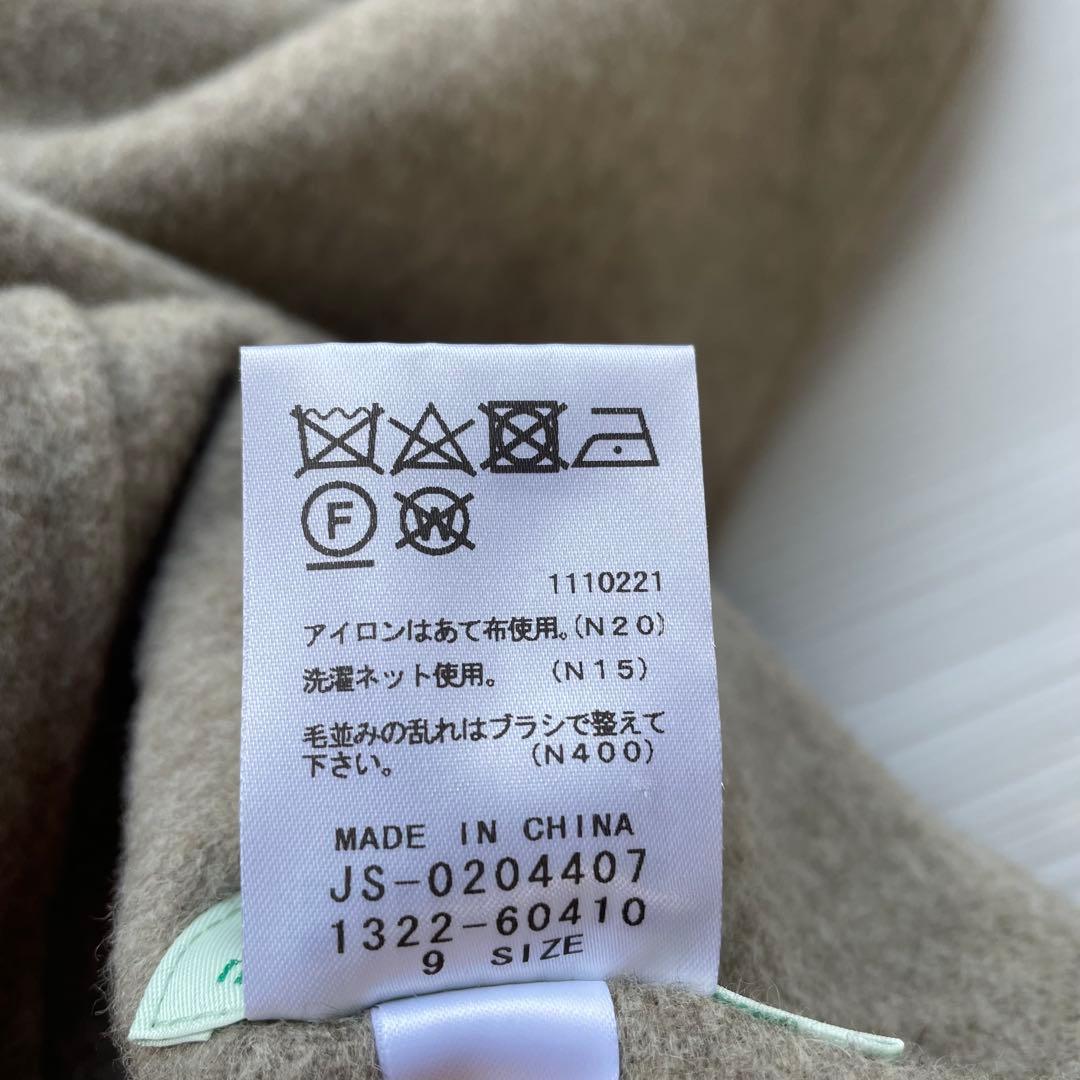 F W
1110221
アイロンはあて布使用。(N20)
洗濯ネット使用。 (N15)
毛並みの乱れはブラシで整えて
下さい。 (N400)
MADE IN CHINA
JS-0204407
1322-60410
9 SIZE